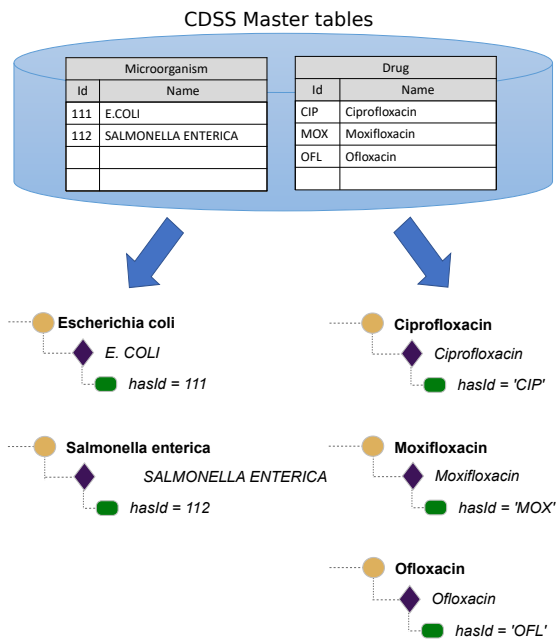 CDSS Master tables
Microorganism
Id Name
111 E.COLI
112 SALMONELLA ENTERICA
Drug
Id Name
CIP Ciprofloxacin
MOX Moxifloxacin
OFL Ofloxacin
Escherichia coli
E. COLI
hasId = 111
Salmonella enterica
SALMONELLA ENTERICA
hasId = 112
Ciprofloxacin
Ciprofloxacin
hasId = 'CIP'
Moxifloxacin
Moxifloxacin
hasId = 'MOX'
Ofloxacin
Ofloxacin
hasId = 'OFL'